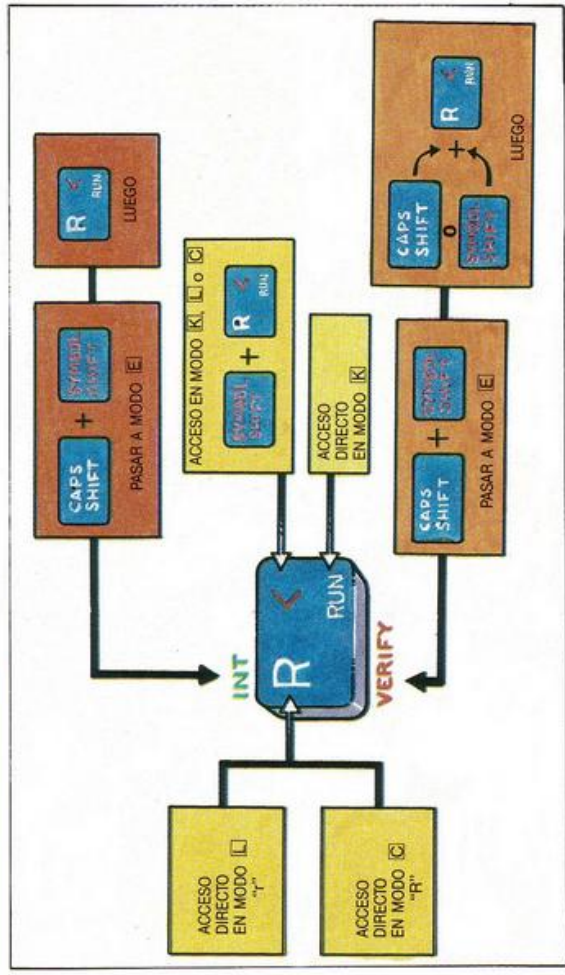 CAPS
SHIFT
+
SYMBOL
SHIFT
PASAR A MODO E
R <
RUN
LUEGO
ACCESO
DIRECTO
EN MODO L
"r"
ACCESO
DIRECTO
EN MODO C
"R"
INT
R <
RUN
VERIFY
ACCESO EN MODO K, L o C
SYMBOL
SHIFT
+
R <
RUN
ACCESO
DIRECTO
EN MODO K
CAPS
SHIFT
+
SYMBOL
SHIFT
PASAR A MODO E
CAPS
SHIFT
o
SYMBOL
SHIFT
+
R <
RUN
LUEGO